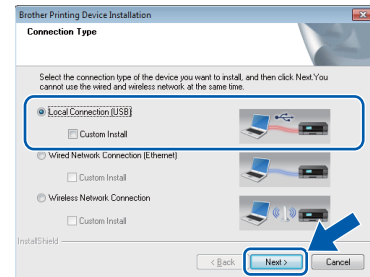 Brother Printing Device Installation
Connection Type
Select the connection type of the device you want to install, and then click Next.You
cannot use the wired and wireless network at the same time.
Local Connection (USB)
Custom Install
Wired Network Connection (Ethernet)
Custom Install
Wireless Network Connection
Custom Install
InstallShield
< Back Next > Cancel